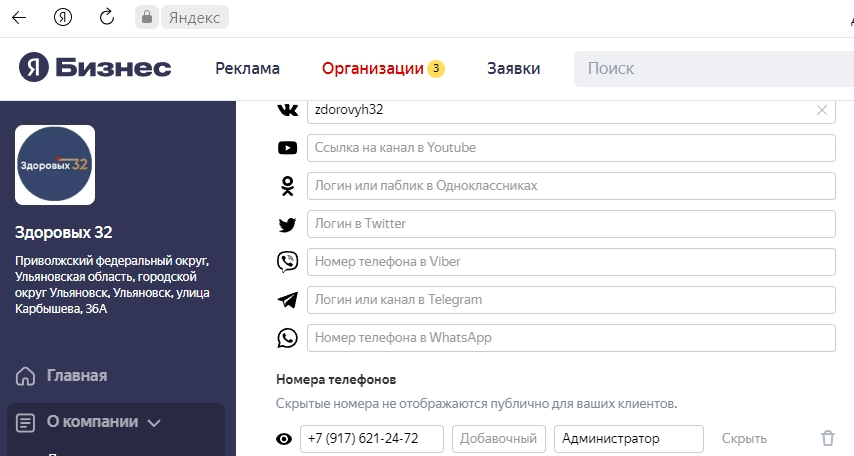 Яндекс
Я Бизнес
Реклама
Организации 3
Заявки
Поиск
Здоровых 32
Здоровых 32
Приволжский федеральный округ,
Ульяновская область, городской
округ Ульяновск, Ульяновск, улица
Карбышева, 36А
Главная
О компании
zdorovyh32
Ссылка на канал в Youtube
Логин или паблик в Одноклассниках
Логин в Twitter
Номер телефона в Viber
Логин или канал в Telegram
Номер телефона в WhatsApp
Номера телефонов
Скрытые номера не отображаются публично для ваших клиентов.
+7 (917) 621-24-72 Добавочный Администратор Скрыть